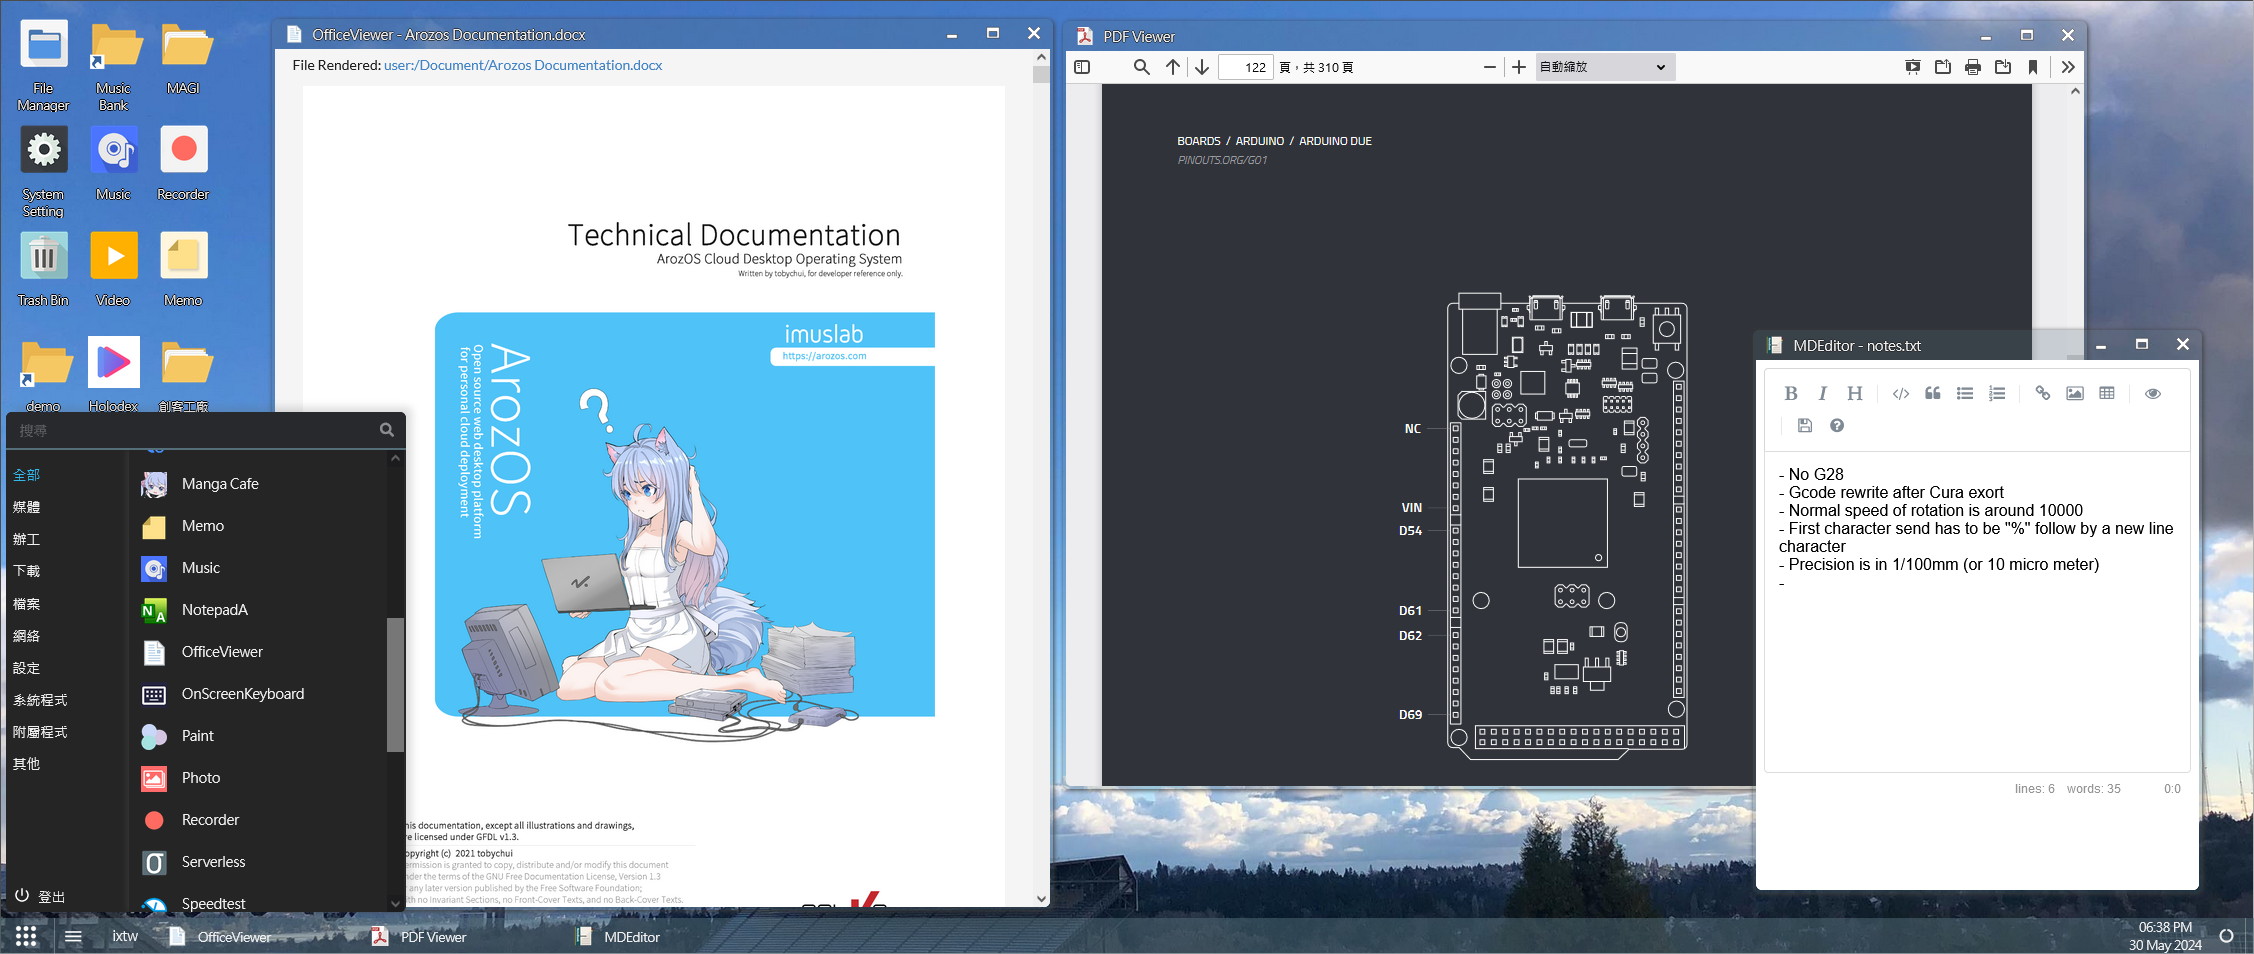 File
Manager
Music
Bank
MAGI
System
Setting
Music
Recorder
Trash Bin
Video
Memo
demo
Holodex
創客工廠
OfficeViewer - Arozos Documentation.docx
File Rendered: user:/Document/Arozos Documentation.docx
Technical Documentation
ArozOS Cloud Desktop Operating System
Written by tobychui, for developer reference only.
imuslab
https://arozos.com
ArozOS
Open source web desktop platform
for personal cloud deployment
?
his documentation, except all illustrations and drawings,
re licensed under GFDL v1.3.
opyright (c) 2021 tobychui
ermission is granted to copy, distribute and/or modify this document
under the terms of the GNU Free Documentation License, Version 1.3
any later version published by the Free Software Foundation;
th no Invariant Sections, no Front-Cover Texts, and no Back-Cover Texts.
PDF Viewer
122 頁，共 310 頁
自動縮放
BOARDS / ARDUINO / ARDUINO DUE
PINOUTS.ORG/G01
NC
VIN
D54
D61
D62
D69
MDEditor - notes.txt
B I H
- No G28
- Gcode rewrite after Cura exort
- Normal speed of rotation is around 10000
- First character send has to be "%" follow by a new line
character
- Precision is in 1/100mm (or 10 micro meter)
-
lines: 6 words: 35 0:0
搜尋
全部
媒體
辦工
下載
檔案
網絡
設定
系統程式
附屬程式
其他
登出
Manga Cafe
Memo
Music
NotepadA
OfficeViewer
OnScreenKeyboard
Paint
Photo
Recorder
Serverless
Speedtest
ixtw
OfficeViewer
PDF Viewer
MDEditor
06:38 PM
30 May 2024